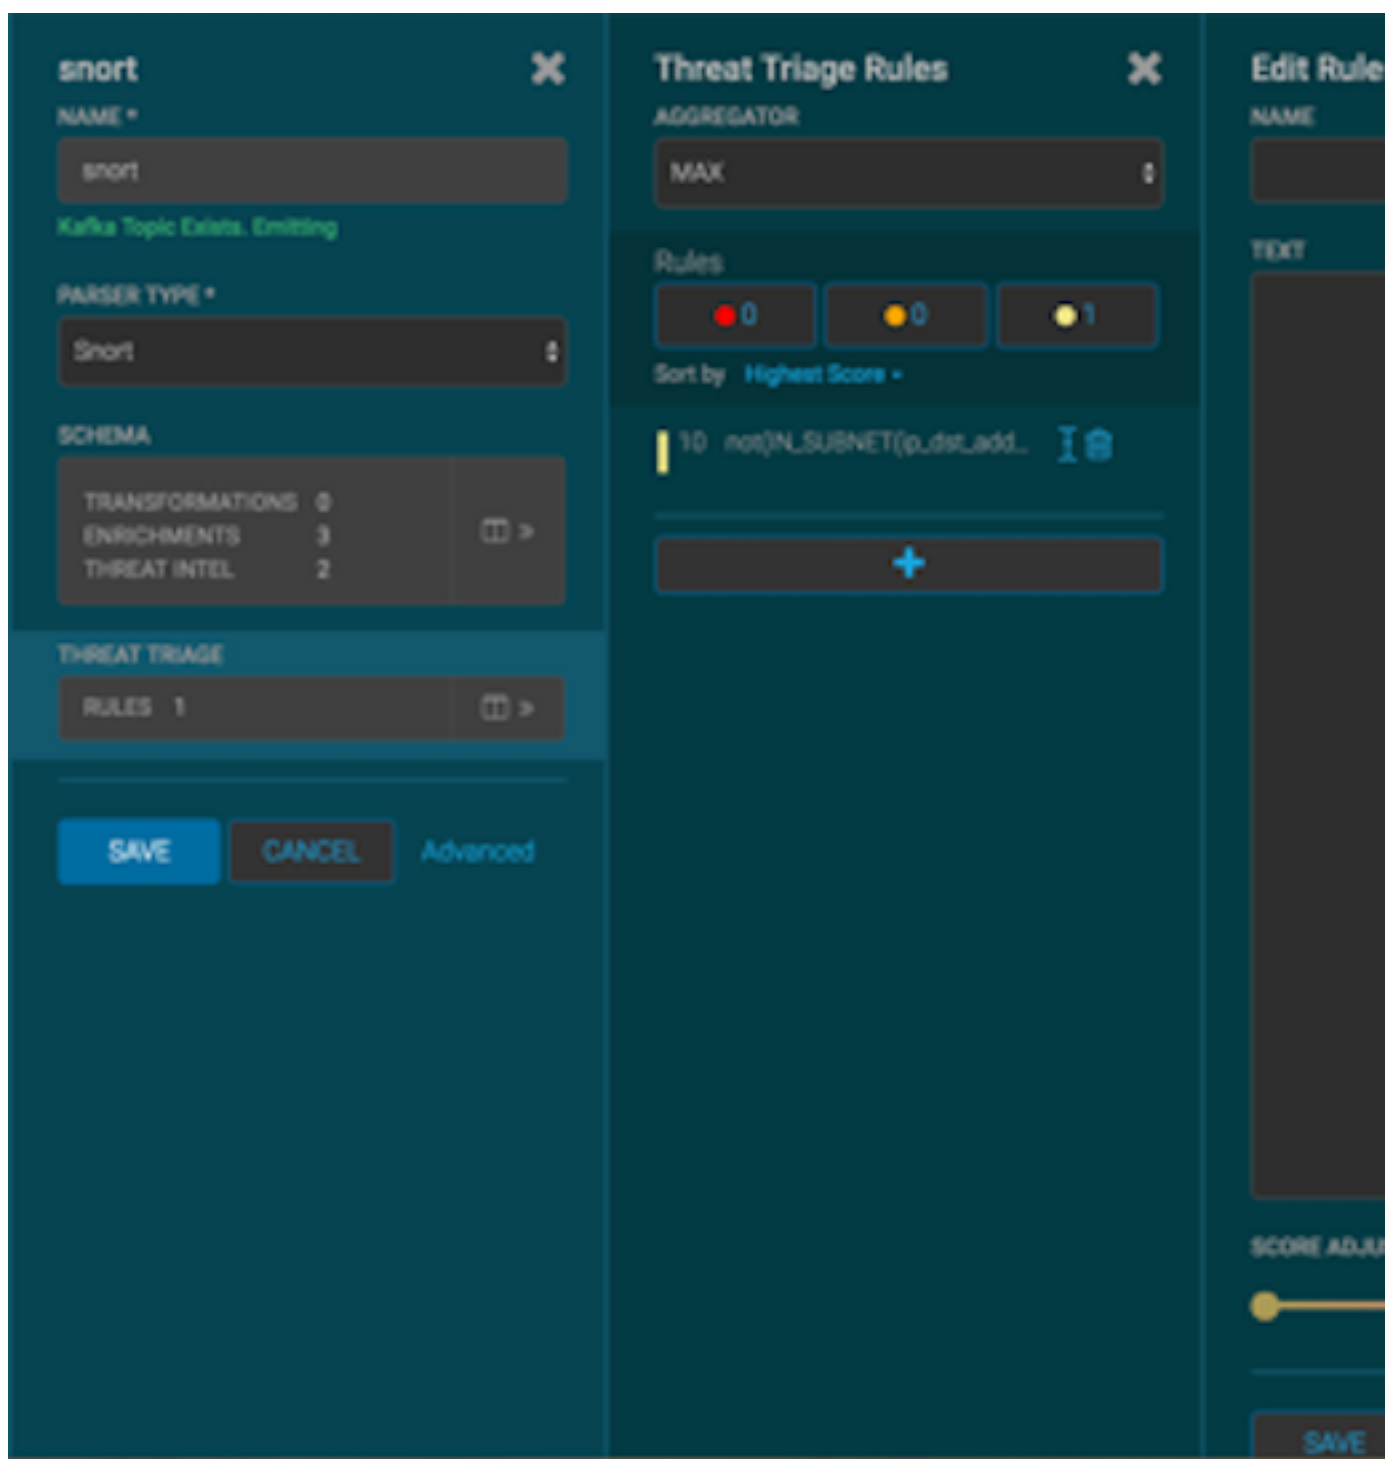 snort
NAME *
snort
Kafka Topic Exists. Emitting
PARSER TYPE *
Snort
SCHEMA
TRANSFORMATIONS 0
ENRICHMENTS 3
THREAT INTEL 2
THREAT TRIAGE
RULES 1
SAVE CANCEL Advanced
Threat Triage Rules
AGGREGATOR
MAX
Rules
0 0 1
Sort by Highest Score
10 not(IN_SUBNET(ip_dst_add...
Edit Rule
NAME
TEXT
SCORE ADJUS
SAVE